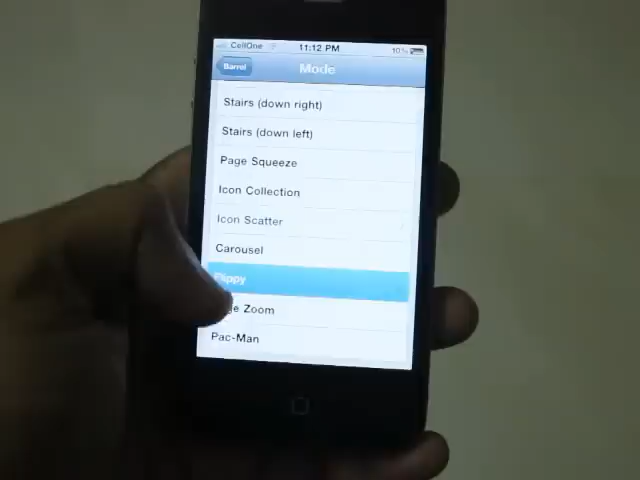 CellOne 11:12 PM 10%
Barrel Mode
Stairs (down right)
Stairs (down left)
Page Squeeze
Icon Collection
Icon Scatter
Carousel
Flippy
Zoom
Pac-Man